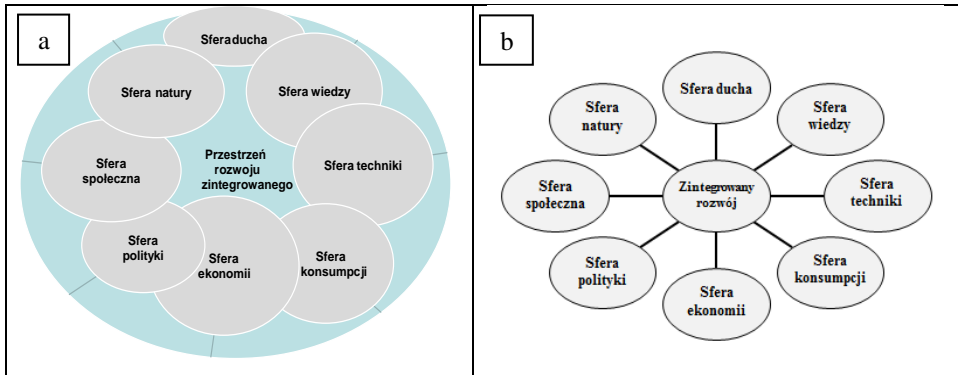 a
Sfera ducha
Sfera natury
Sfera wiedzy
Sfera
społeczna
Przestrzeń
rozwoju
zintegrowanego
Sfera techniki
Sfera
polityki
Sfera
ekonomii
Sfera
konsumpcji
b
Sfera ducha
Sfera
natury
Sfera
wiedzy
Sfera
społeczna
Zintegrowany
rozwój
Sfera
techniki
Sfera
polityki
Sfera
konsumpcji
Sfera
ekonomii